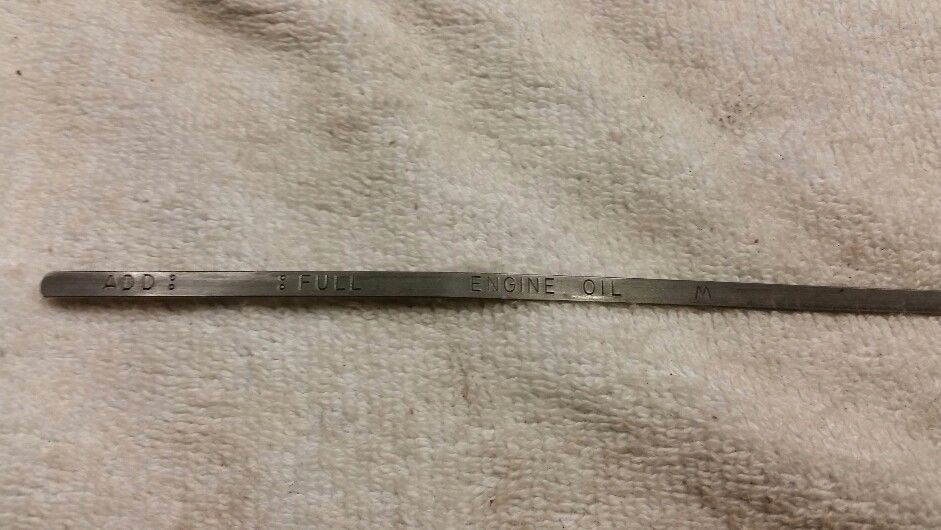 ADD : : FULL ENGINE OIL M